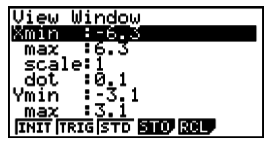 View Window
Xmin :-6.3
max :6.3
scale:1
dot :0.1
Ymin :-3.1
max :3.1
INIT TRIG STD STO RCL